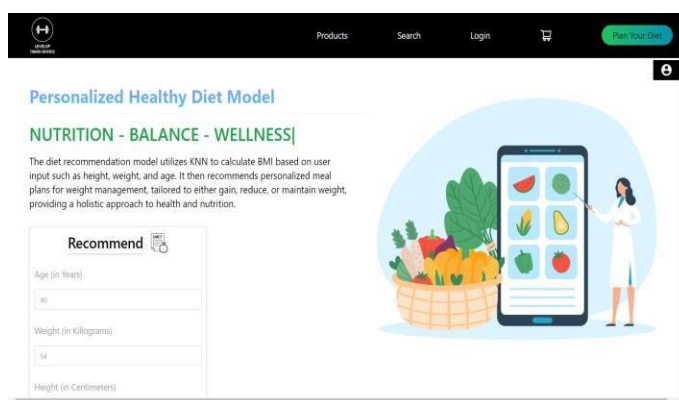 LEVELUP
Products
Search
Login
Plan Your Diet
Personalized Healthy Diet Model
NUTRITION - BALANCE - WELLNESS|
The diet recommendation model utilizes KNN to calculate BMI based on user
input such as height, weight, and age. It then recommends personalized meal
plans for weight management, tailored to either gain, reduce, or maintain weight,
providing a holistic approach to health and nutrition.
Recommend
Age (in Years)
49
Weight (in Killograms)
54
Height (in Centimeters)